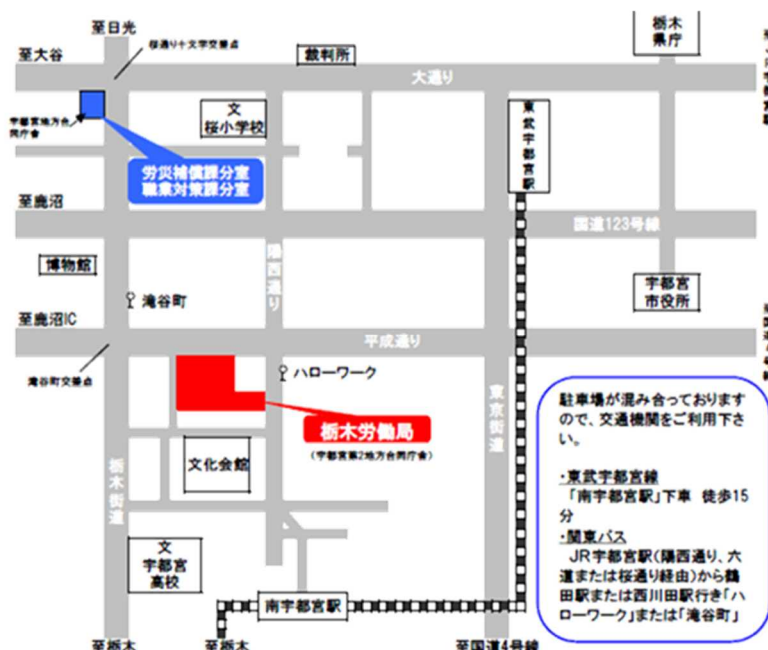 至日光
至大谷
桜通り十文字交差点
裁判所
大通り
栃木
県庁
宇都宮地方合
同庁舎
文
桜小学校
東武宇都宮駅
労災補償課分室
職業対策課分室
至鹿沼
国道123号線
陽西通り
博物館
滝谷町
宇都宮
市役所
至鹿沼IC
平成通り
滝谷町交差点
ハローワーク
東京街道
栃木労働局
(宇都宮第2地方合同庁舎)
文化会館
栃木街道
文
宇都宮
高校
南宇都宮駅
至栃木
至栃木
至国道4号線
駐車場が混み合っております
ので、交通機関をご利用下さ
い。
・東武宇都宮線
「南宇都宮駅」下車 徒歩15
分
・関東バス
JR宇都宮駅(陽西通り、六
道または桜通り経由)から鶴
田駅または西川田駅行き「ハ
ローワーク」または「滝谷町」